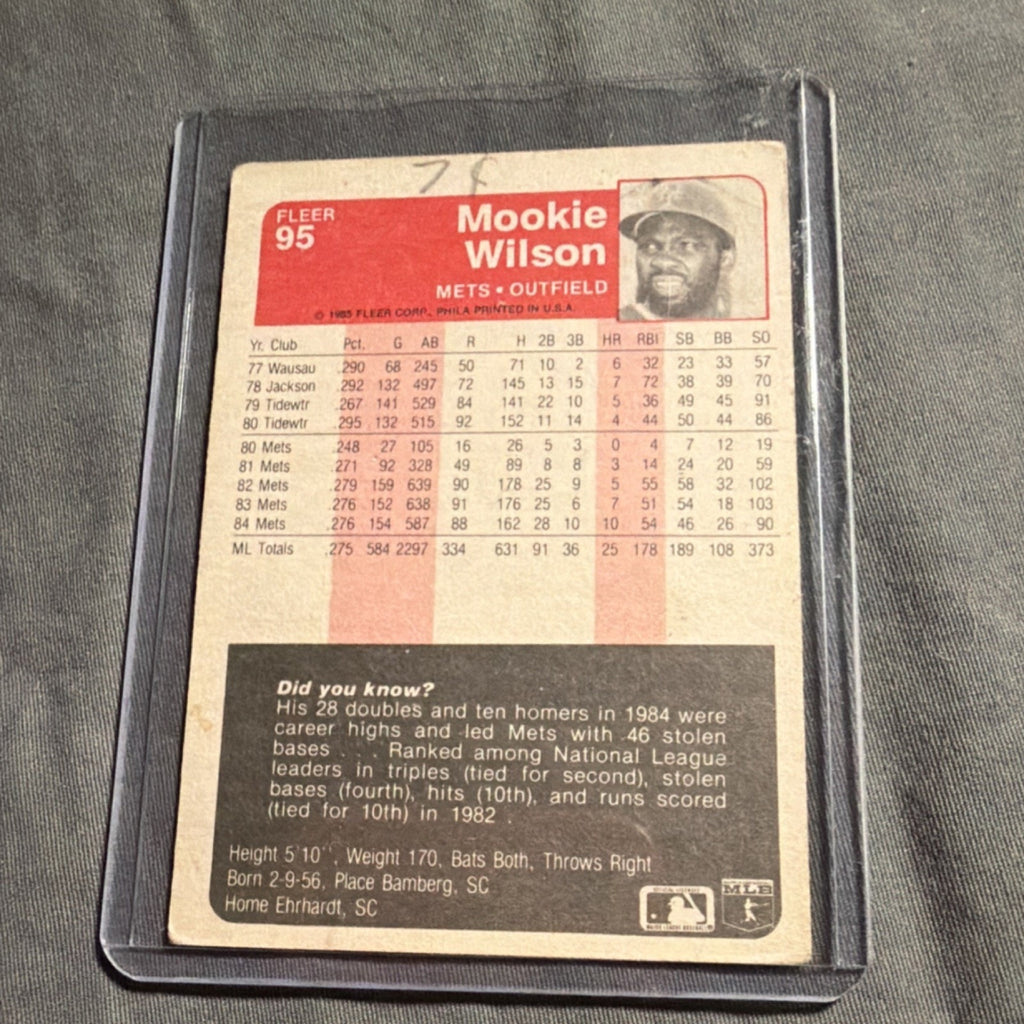 FLEER
95
Mookie
Wilson
METS • OUTFIELD
© 1985 FLEER CORP., PHILA PRINTED IN U.S.A.
Yr. Club Pct. G AB R H 2B 3B HR RBI SB BB SO
77 Wausau .290 68 245 50 71 10 2 6 32 23 33 57
78 Jackson .292 132 497 72 145 13 15 7 72 38 39 70
79 Tidewtr .267 141 529 84 141 22 10 5 36 49 45 91
80 Tidewtr .295 132 515 92 152 11 14 4 44 50 44 86
80 Mets .248 27 105 16 26 5 3 0 4 7 12 19
81 Mets .271 92 328 49 89 8 8 3 14 24 20 59
82 Mets .279 159 639 90 178 25 9 5 55 58 32 102
83 Mets .276 152 638 91 176 25 6 7 51 54 18 103
84 Mets .276 154 587 88 162 28 10 10 54 46 26 90
ML Totals .275 584 2297 334 631 91 36 25 178 189 108 373
Did you know?
His 28 doubles and ten homers in 1984 were
career highs and led Mets with 46 stolen
bases . . . Ranked among National League
leaders in triples (tied for second), stolen
bases (fourth), hits (10th), and runs scored
(tied for 10th) in 1982 .
Height 5'10'', Weight 170, Bats Both, Throws Right
Born 2-9-56, Place Bamberg, SC
Home Ehrhardt, SC
MAJOR LEAGUE BASEBALL
MLB